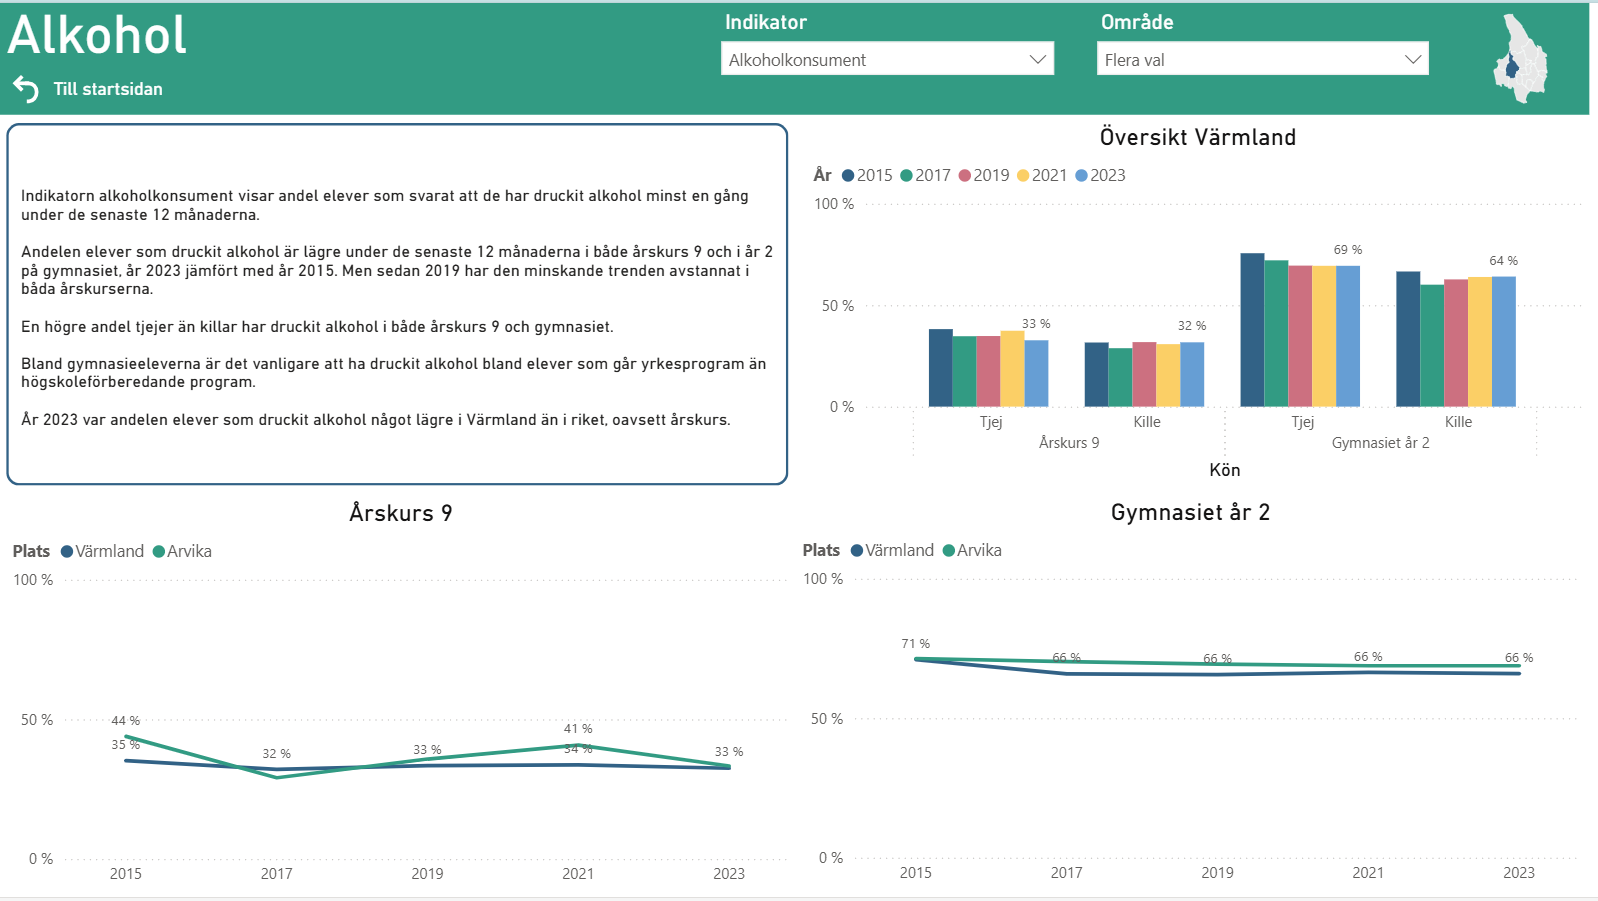 Alkohol
Till startsidan
Indikator
Alkoholkonsument
Område
Flera val
Indikatorn alkoholkonsument visar andel elever som svarat att de har druckit alkohol minst en gång
under de senaste 12 månaderna.
Andelen elever som druckit alkohol är lägre under de senaste 12 månaderna i både årskurs 9 och i år 2
på gymnasiet, år 2023 jämfört med år 2015. Men sedan 2019 har den minskande trenden avstannat i
båda årskurserna.
En högre andel tjejer än killar har druckit alkohol i både årskurs 9 och gymnasiet.
Bland gymnasieeleverna är det vanligare att ha druckit alkohol bland elever som går yrkesprogram än
högskoleförberedande program.
År 2023 var andelen elever som druckit alkohol något lägre i Värmland än i riket, oavsett årskurs.
Översikt Värmland
År 2015 2017 2019 2021 2023
100 %
50 %
0 %
33 %
32 %
69 %
64 %
Tjej Kille Tjej Kille
Årskurs 9 Gymnasiet år 2
Kön
Årskurs 9
Plats Värmland Arvika
100 %
50 %
0 %
44 %
35 %
32 %
33 %
41 %
34 %
33 %
2015 2017 2019 2021 2023
Gymnasiet år 2
Plats Värmland Arvika
100 %
50 %
0 %
71 %
66 %
66 %
66 %
66 %
2015 2017 2019 2021 2023